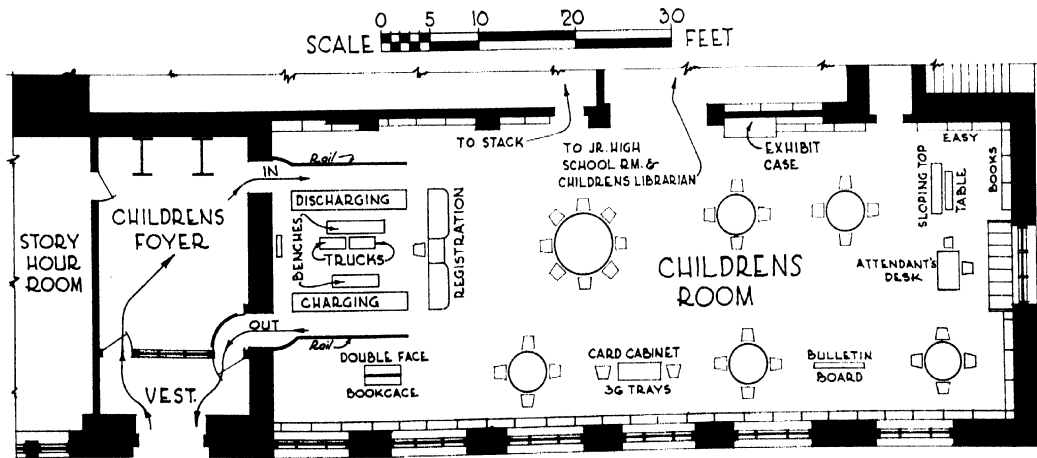 0 5 10 20 30
SCALE FEET
TO STACK
TO JR. HIGH
SCHOOL RM. &
CHILDRENS LIBRARIAN
EXHIBIT
CASE
EASY
BOOKS
SLOPING TOP
TABLE
Rail
IN
DISCHARGING
BENCHES
TRUCKS
REGISTRATION
CHARGING
CHILDRENS
FOYER
STORY
HOUR
ROOM
CHILDRENS
ROOM
ATTENDANT'S
DESK
OUT
Rail
DOUBLE FACE
BOOKCACE
CARD CABINET
36 TRAYS
BULLETIN
BOARD
VEST.